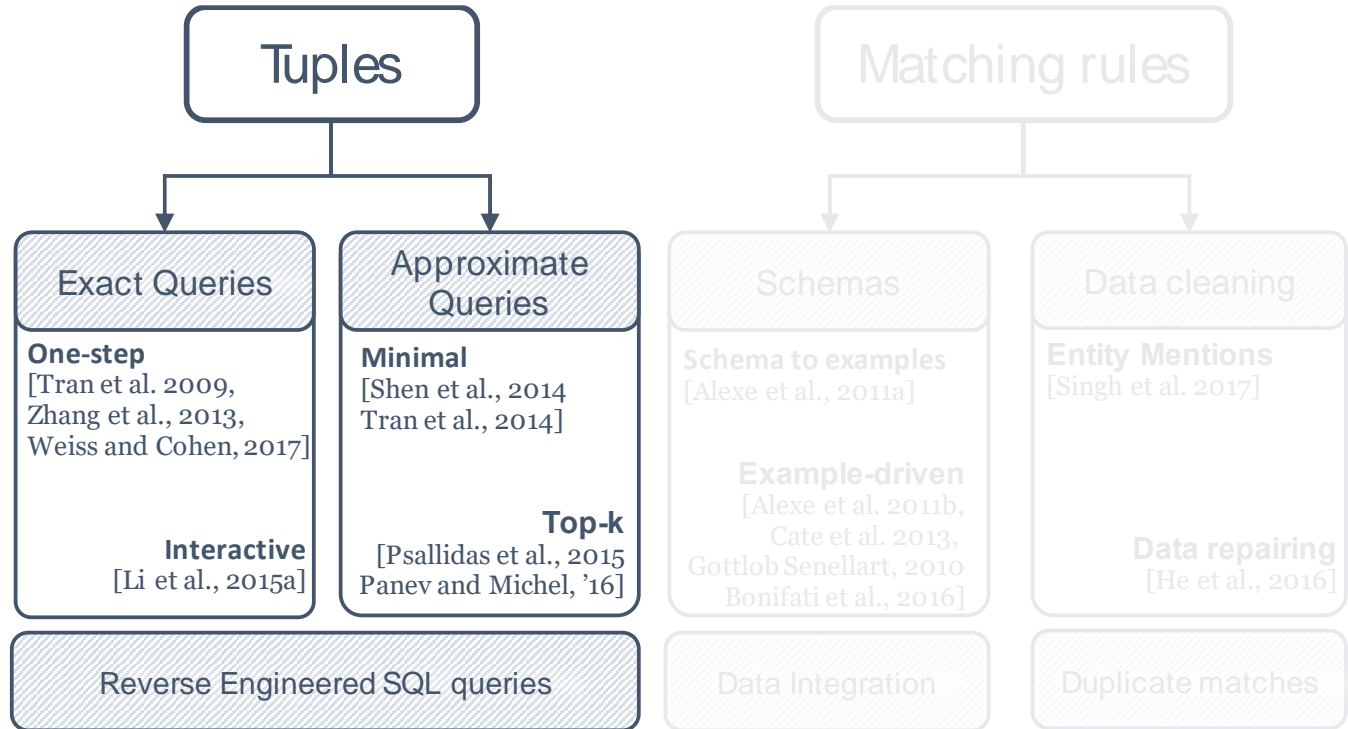 Tuples
Matching rules
Exact Queries
Approximate
Queries
Schemas
Data cleaning
One-step
[Tran et al. 2009,
Zhang et al., 2013,
Weiss and Cohen, 2017]
Interactive
[Li et al., 2015a]
Minimal
[Shen et al., 2014
Tran et al., 2014]
Top-k
[Psallidas et al., 2015
Panev and Michel, ’16]
Schema to examples
[Alexe et al. 2011a]
Example-driven
[Alexe et al. 2011b,
Cate et al. 2013,
Gottlob Senellart, 2010
Bonifati et al., 2016]
Entity Mentions
[Singh et al. 2017]
Data repairing
[He et al., 2016]
Reverse Engineered SQL queries
Data Integration
Duplicate matches